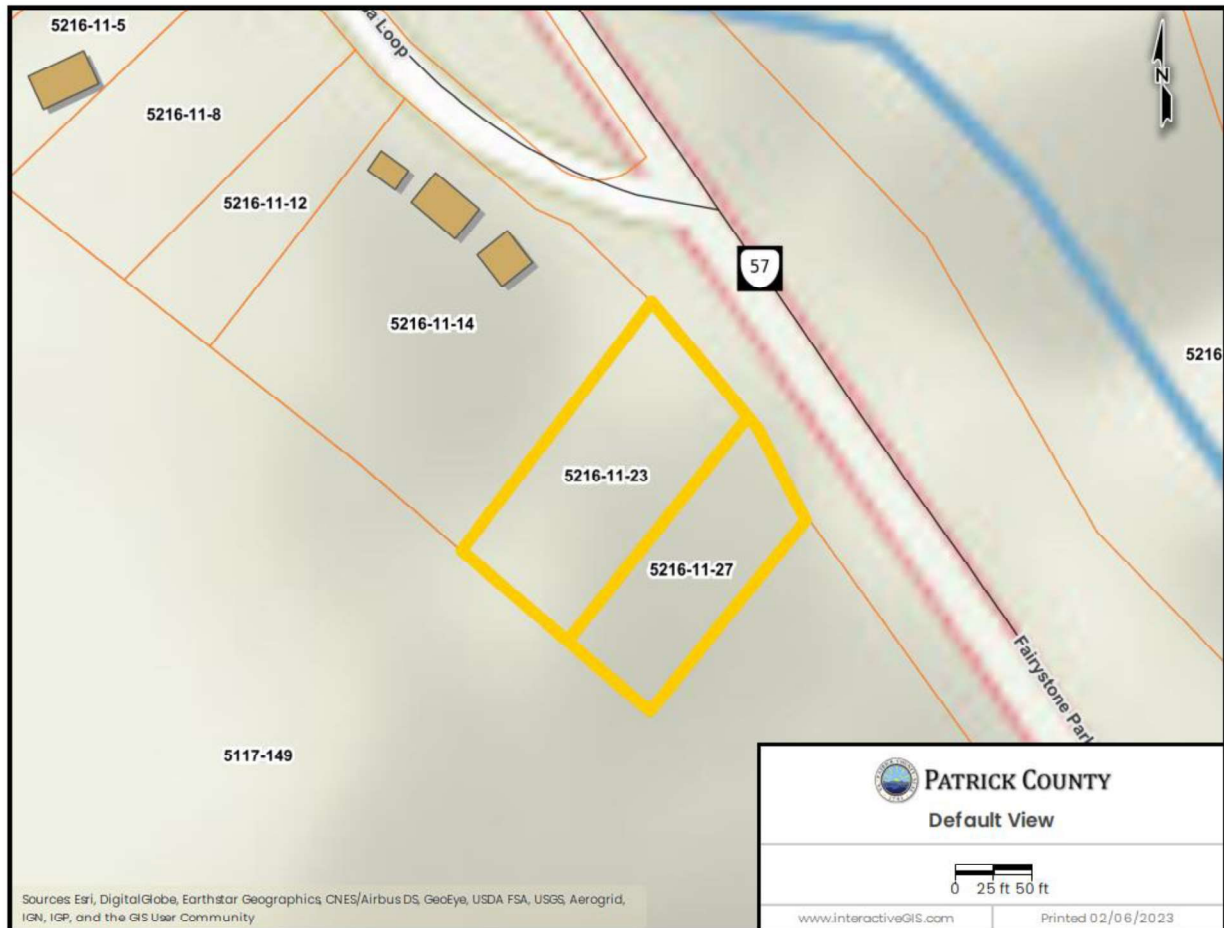 5216-11-5
a Loop
5216-11-8
N
5216-11-12
57
5216-11-14
5216
5216-11-23
5216-11-27
Fairystone Park
5117-149
PATRICK COUNTY
Default View
0 25 ft 50 ft
Sources: Esri, DigitalGlobe, Earthstar Geographics, CNES/Airbus DS, GeoEye, USDA FSA, USGS, Aerogrid,
IGN, IGP, and the GIS User Community
www.interactiveGIS.com
Printed 02/06/2023